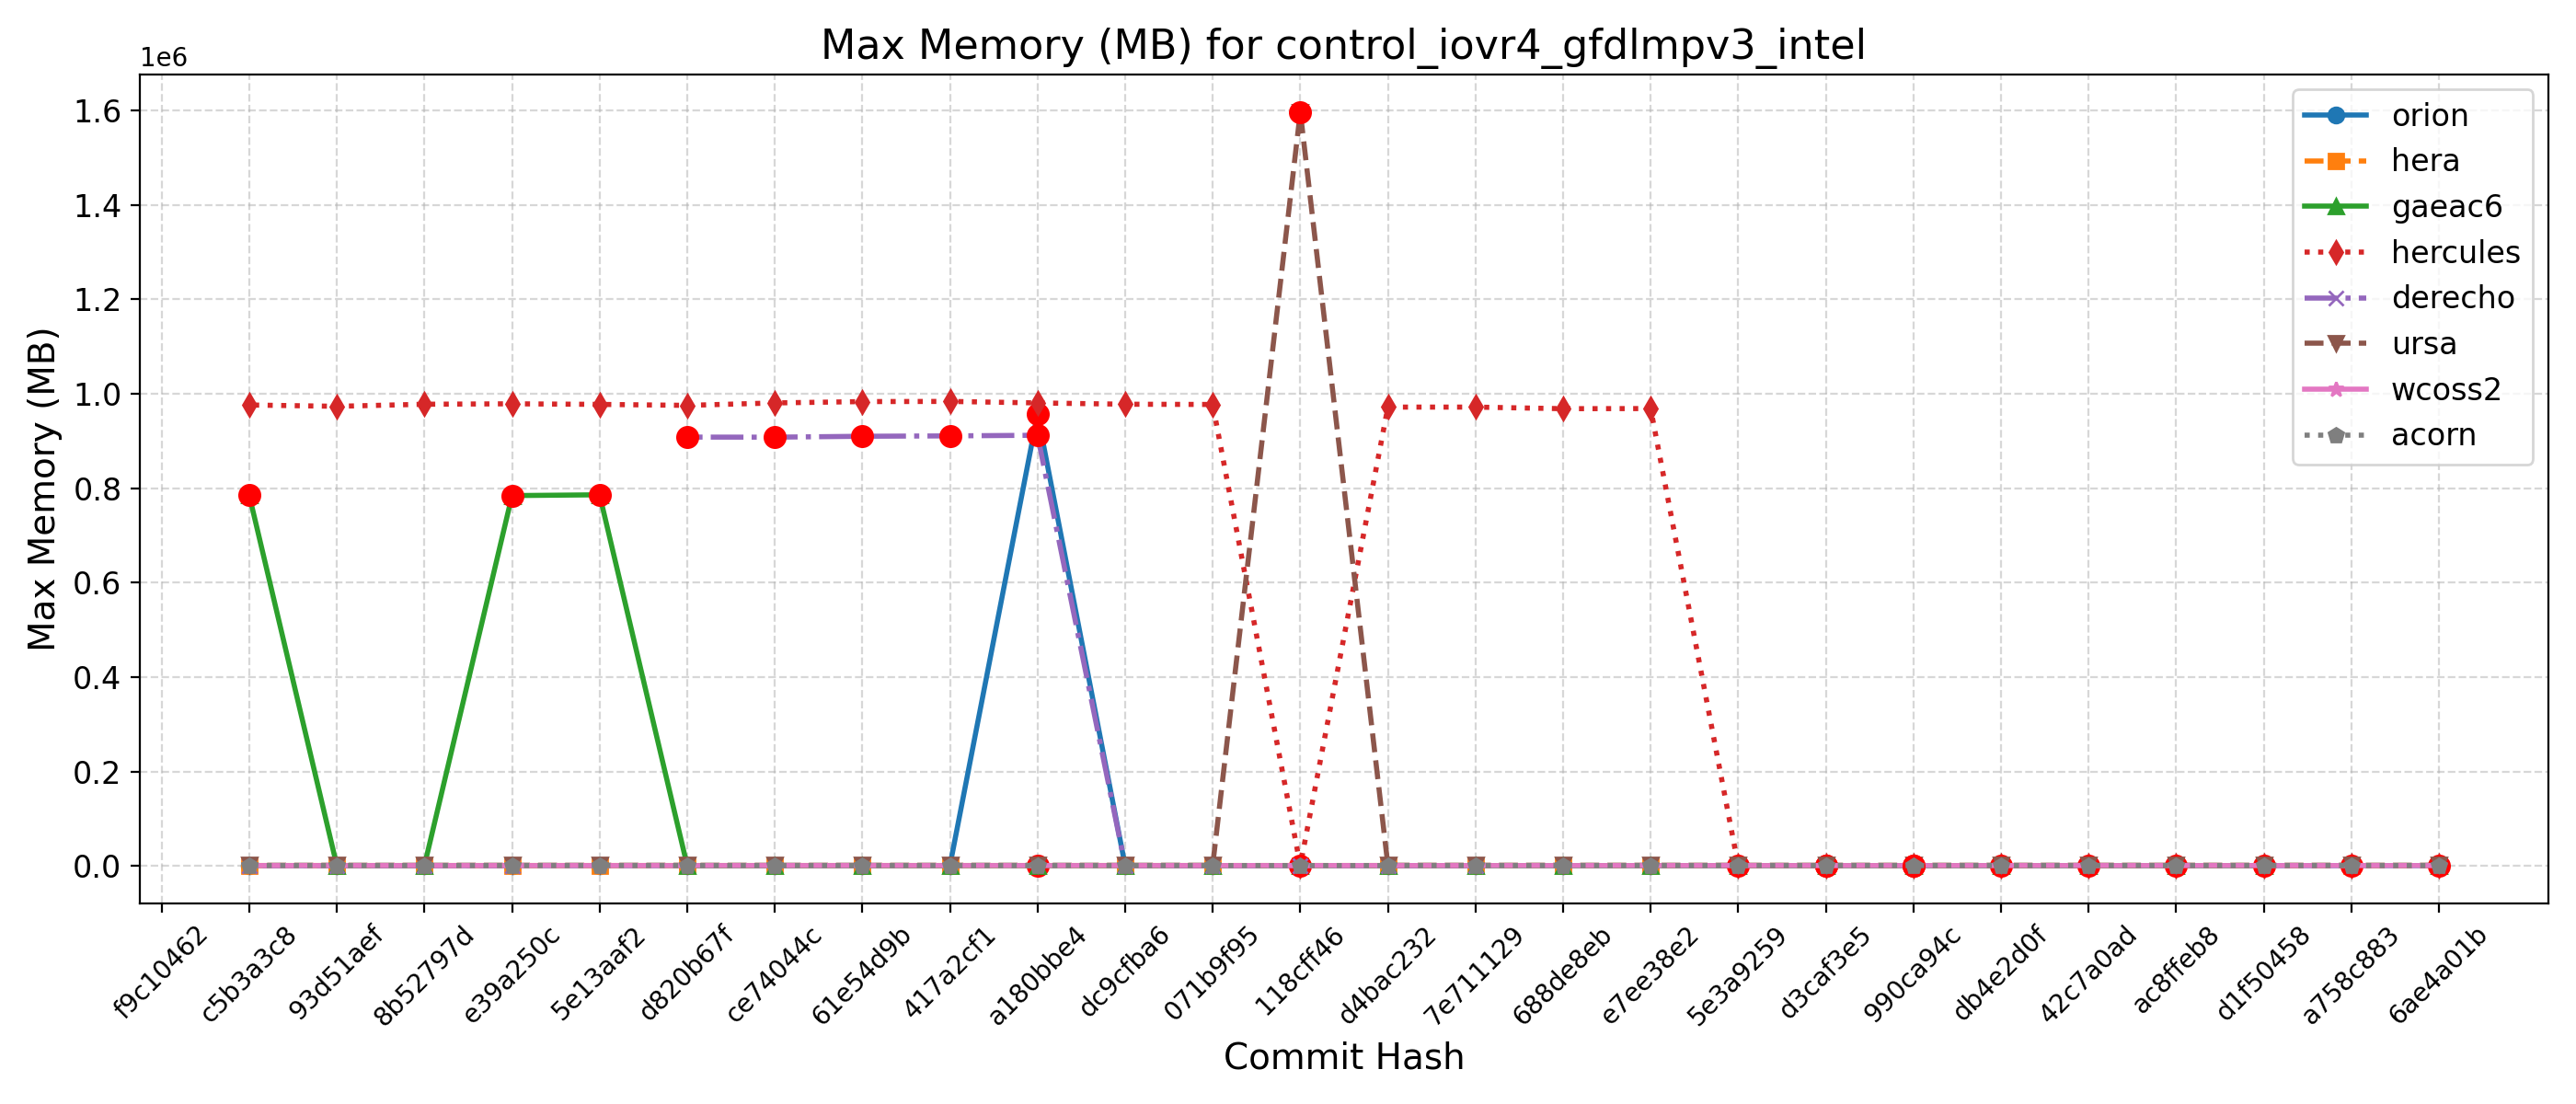 Max Memory (MB) for control_iovr4_gfdlmpv3_intel
1e6
1.6
1.4
1.2
1.0
0.8
0.6
0.4
0.2
0.0
Max Memory (MB)
orion
hera
gaeac6
hercules
derecho
ursa
wcoss2
acorn
f9c10462
c5b3a3c8
93d51aef
8b52797d
e39a250c
5e13aaf2
d820b67f
ce74044c
61e54d9b
417a2cf1
a180bbe4
dc9cfba6
071b9f95
118cff46
d4bac232
7e711129
688de8eb
e7ee38e2
5e3a9259
d3caf3e5
990ca94c
db4e2d0f
42c7a0ad
ac8ffeb8
d1f50458
a758c883
6ae4a01b
Commit Hash